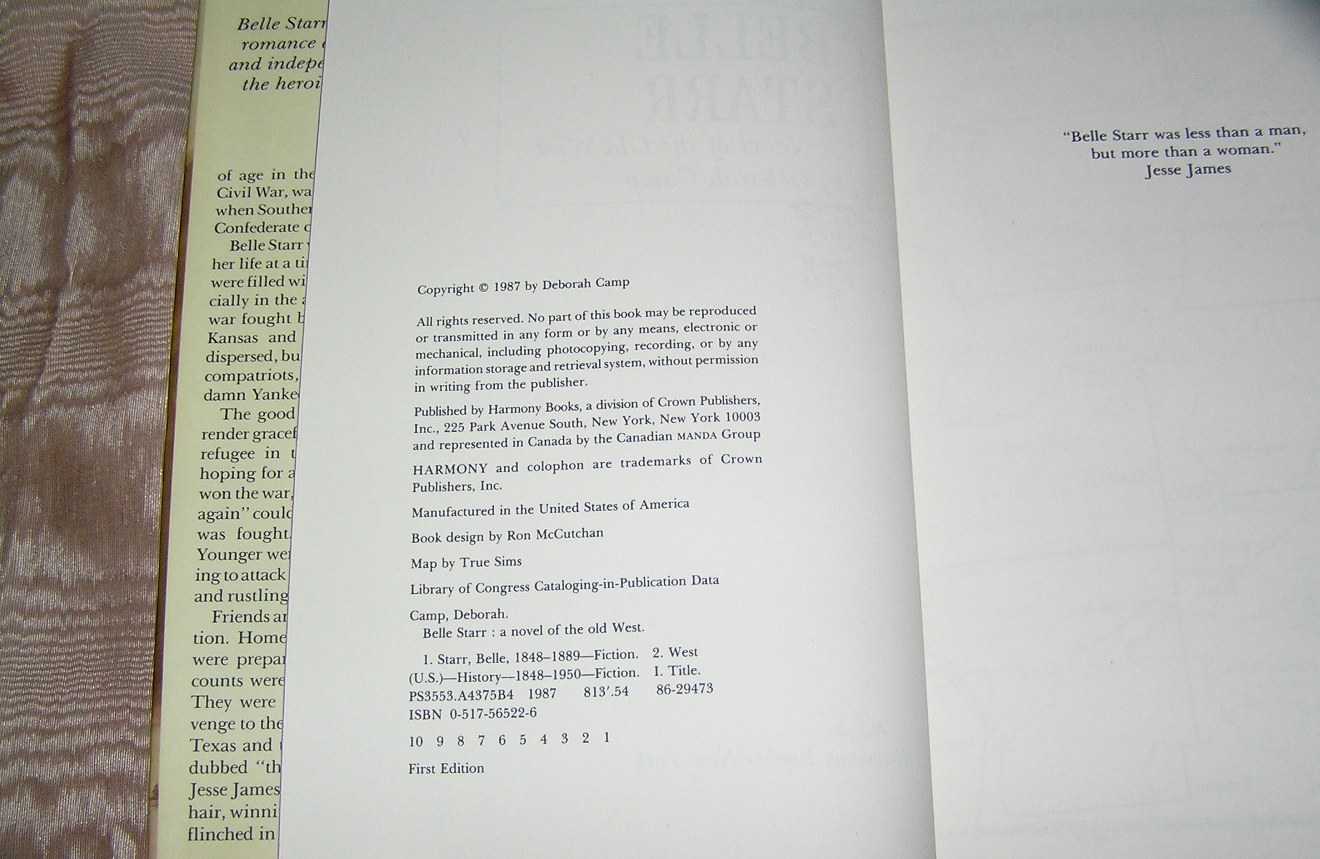 Belle Starr
romance
and indepe
the heroi
of age in the
Civil War, wa
when Souther
Confederate c
Belle Starr
her life at a ti
were filled wi
cially in the a
war fought b
Kansas and
dispersed, bu
compatriots,
damn Yanke
The good
render gracef
refugee in t
hoping for a
won the war,
again” could
was fought.
Younger wer
ing to attack
and rustling
Friends an
tion. Home
were prepar
counts were
They were
venge to the
Texas and
dubbed “th
Jesse James
hair, winni
flinched in
BELLE
STARR
Copyright © 1987 by Deborah Camp
All rights reserved. No part of this book may be reproduced
or transmitted in any form or by any means, electronic or
mechanical, including photocopying, recording, or by any
information storage and retrieval system, without permission
in writing from the publisher.
Published by Harmony Books, a division of Crown Publishers,
Inc., 225 Park Avenue South, New York, New York 10003
and represented in Canada by the Canadian MANDA Group
HARMONY and colophon are trademarks of Crown
Publishers, Inc.
Manufactured in the United States of America
Book design by Ron McCutchan
Map by True Sims
Library of Congress Cataloging-in-Publication Data
Camp, Deborah.
Belle Starr : a novel of the old West.
1. Starr, Belle, 1848–1889—Fiction. 2. West
(U.S.)—History—1848–1950—Fiction. I. Title.
PS3553.A4375B4 1987 813′.54 86-29473
ISBN 0-517-56522-6
10 9 8 7 6 5 4 3 2 1
First Edition
“Belle Starr was less than a man,
but more than a woman.”
Jesse James